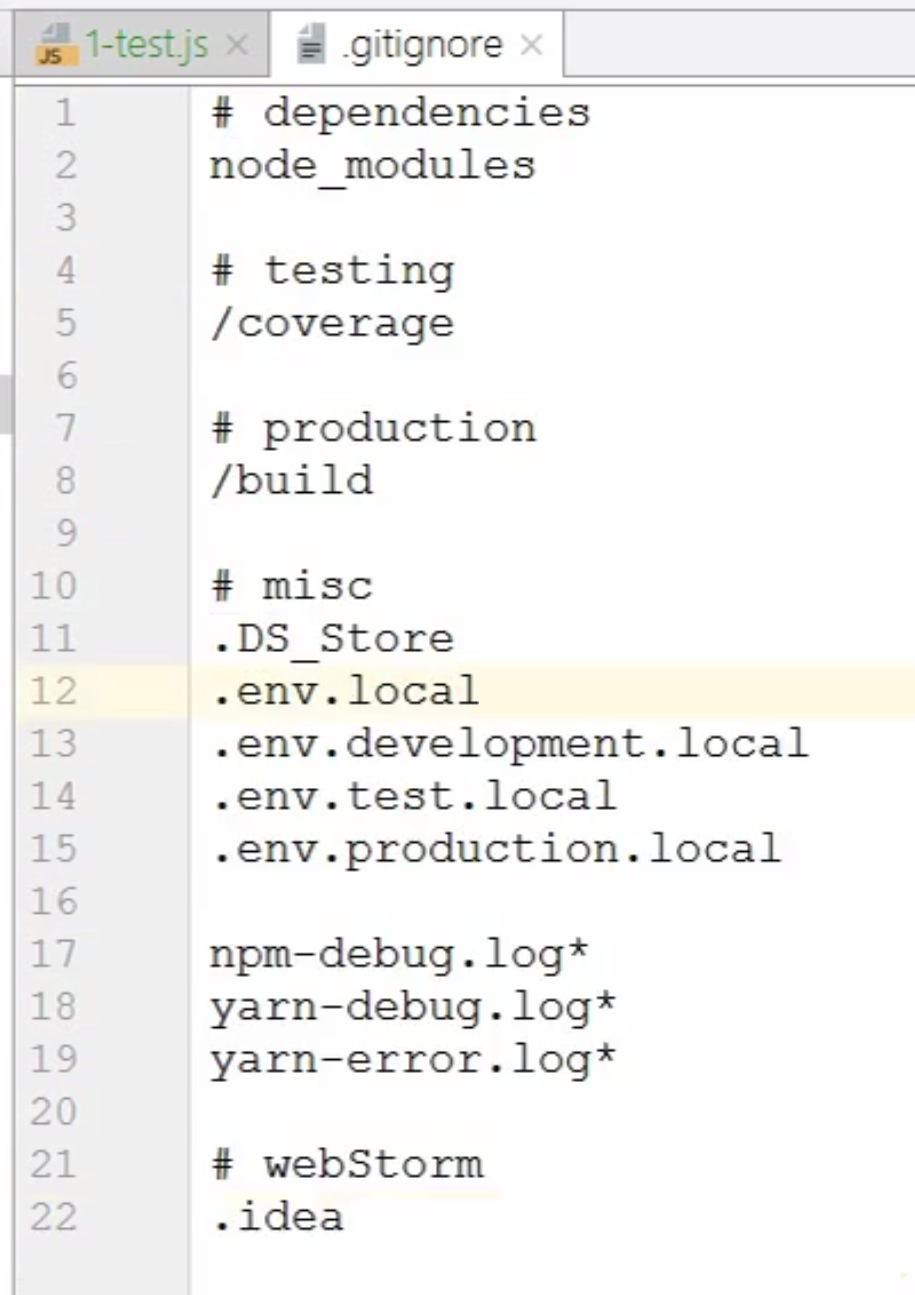 JS 1-test.js × .gitignore ×
1 # dependencies
2 node_modules
3
4 # testing
5 /coverage
6
7 # production
8 /build
9
10 # misc
11 .DS_Store
12 .env.local
13 .env.development.local
14 .env.test.local
15 .env.production.local
16
17 npm-debug.log*
18 yarn-debug.log*
19 yarn-error.log*
20
21 # webStorm
22 .idea